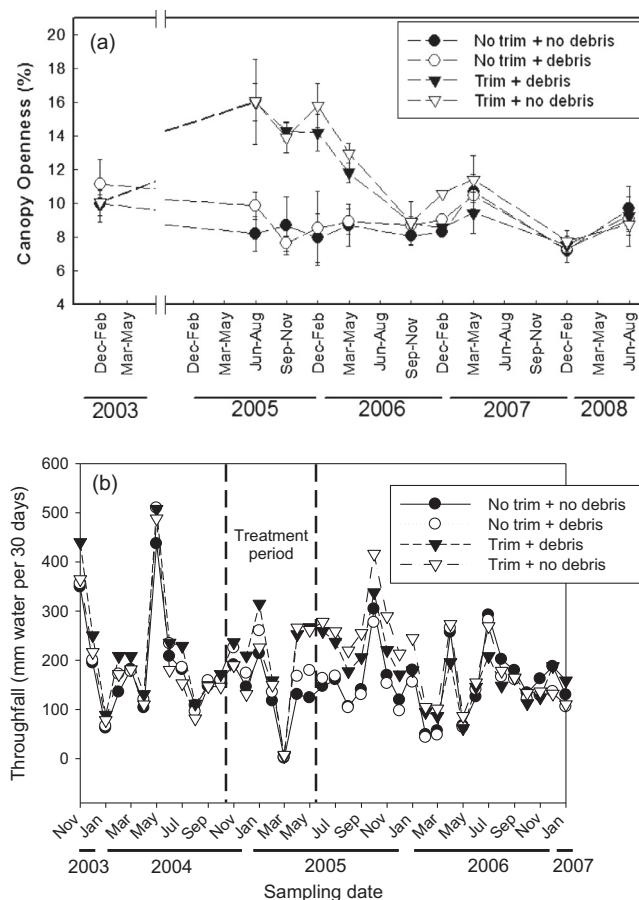 (a)
No trim + no debris
No trim + debris
Trim + debris
Trim + no debris
Canopy Openness (%)
20
18
16
14
12
10
8
6
4
Dec-Feb
Mar-May
Dec-Feb
Mar-May
Jun-Aug
Sep-Nov
Dec-Feb
Mar-May
Jun-Aug
Sep-Nov
Dec-Feb
Mar-May
Jun-Aug
Sep-Nov
Dec-Feb
Mar-May
Jun-Aug
2003
2005
2006
2007
2008
(b)
No trim + no debris
No trim + debris
Trim + debris
Trim + no debris
Treatment
period
Throughfall (mm water per 30 days)
600
500
400
300
200
100
0
Nov
Jan
Mar
May
Jul
Sep
Nov
Jan
Mar
May
Jul
Sep
Nov
Jan
Mar
May
Jul
Sep
Nov
Jan
2003
2004
2005
2006
2007
Sampling date